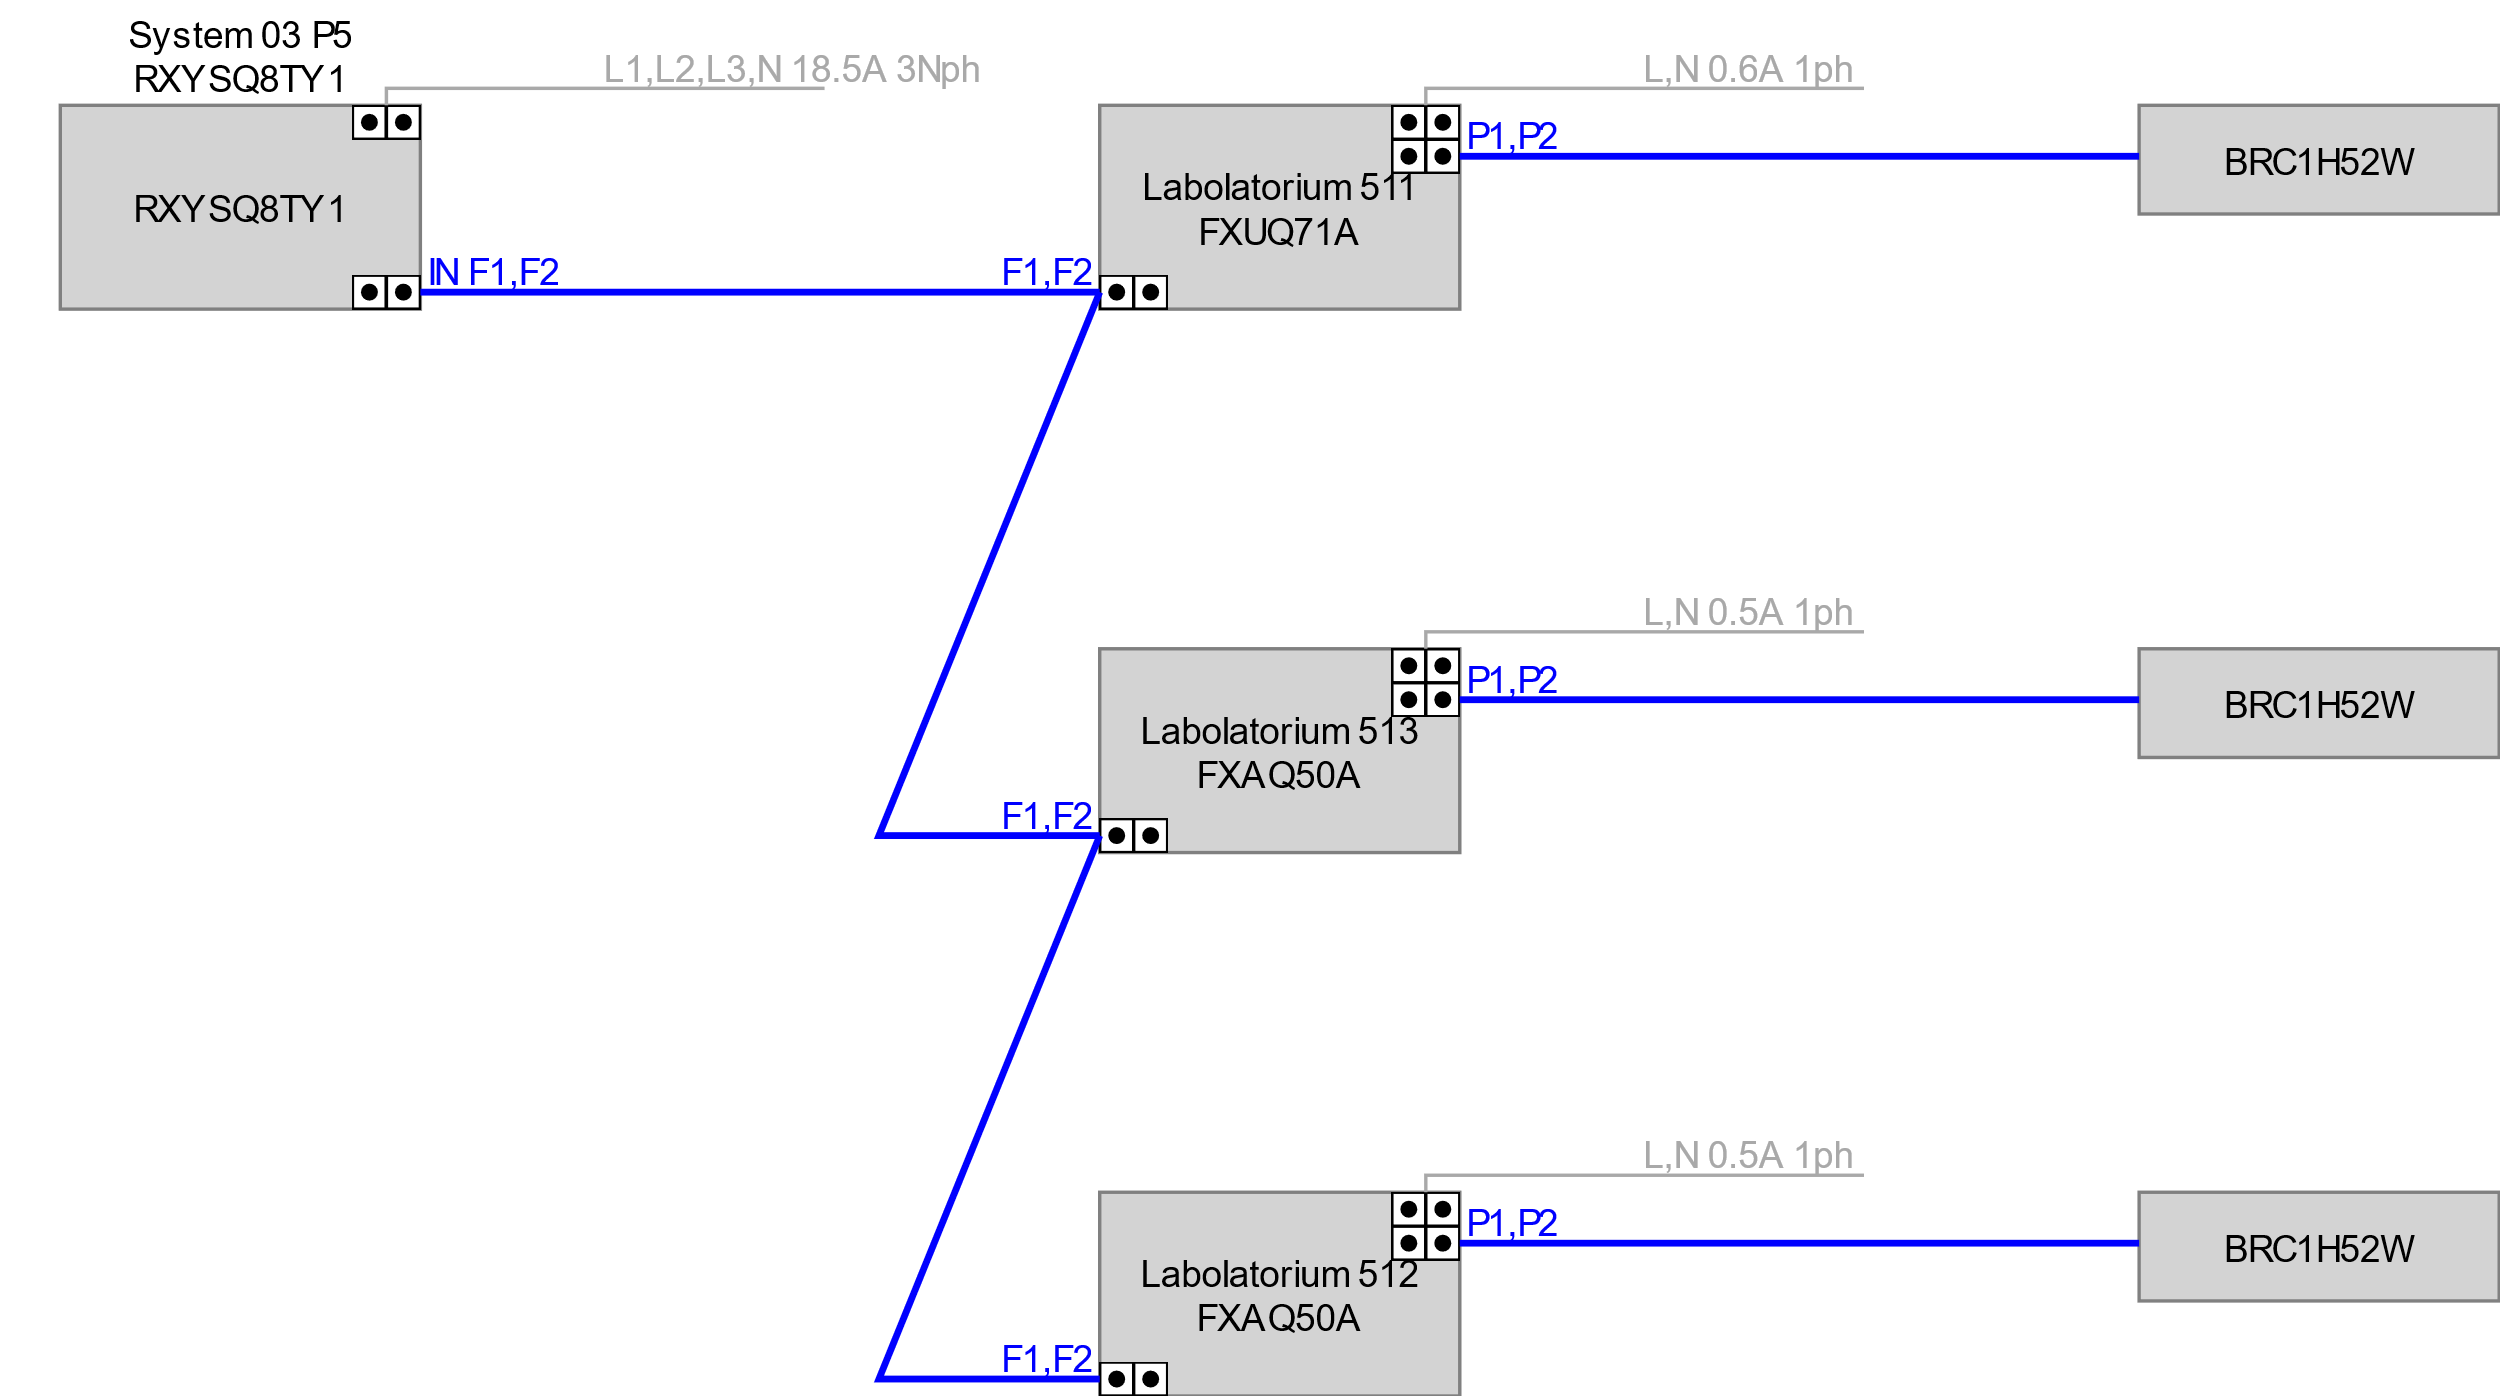 System 03 P5
RXYSQ8TY1
L1,L2,L3,N 18.5A 3Nph
L,N 0.6A 1ph
RXYSQ8TY1
IN F1,F2
F1,F2
Labolatorium 511
FXUQ71A
P1,P2
BRC1H52W
L,N 0.5A 1ph
P1,P2
Labolatorium 513
FXAQ50A
F1,F2
BRC1H52W
L,N 0.5A 1ph
P1,P2
Labolatorium 512
FXAQ50A
F1,F2
BRC1H52W